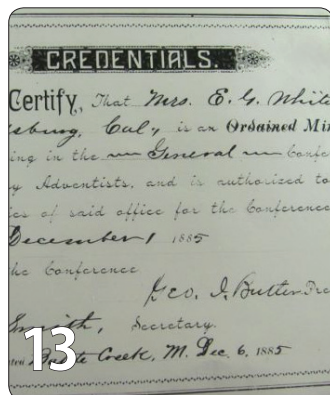 CREDENTIALS.
Certify, That Mrs. E. G. White
sburg, Cal., is an Ordained Min
ing in the General Confe
y Adventists, and is authorized to
ies of said office for the Conference
December 1 1885
he Conference
Geo. I. Butler Pre
Smith, Secretary.
Creek, M. Dec. 6, 1885
13